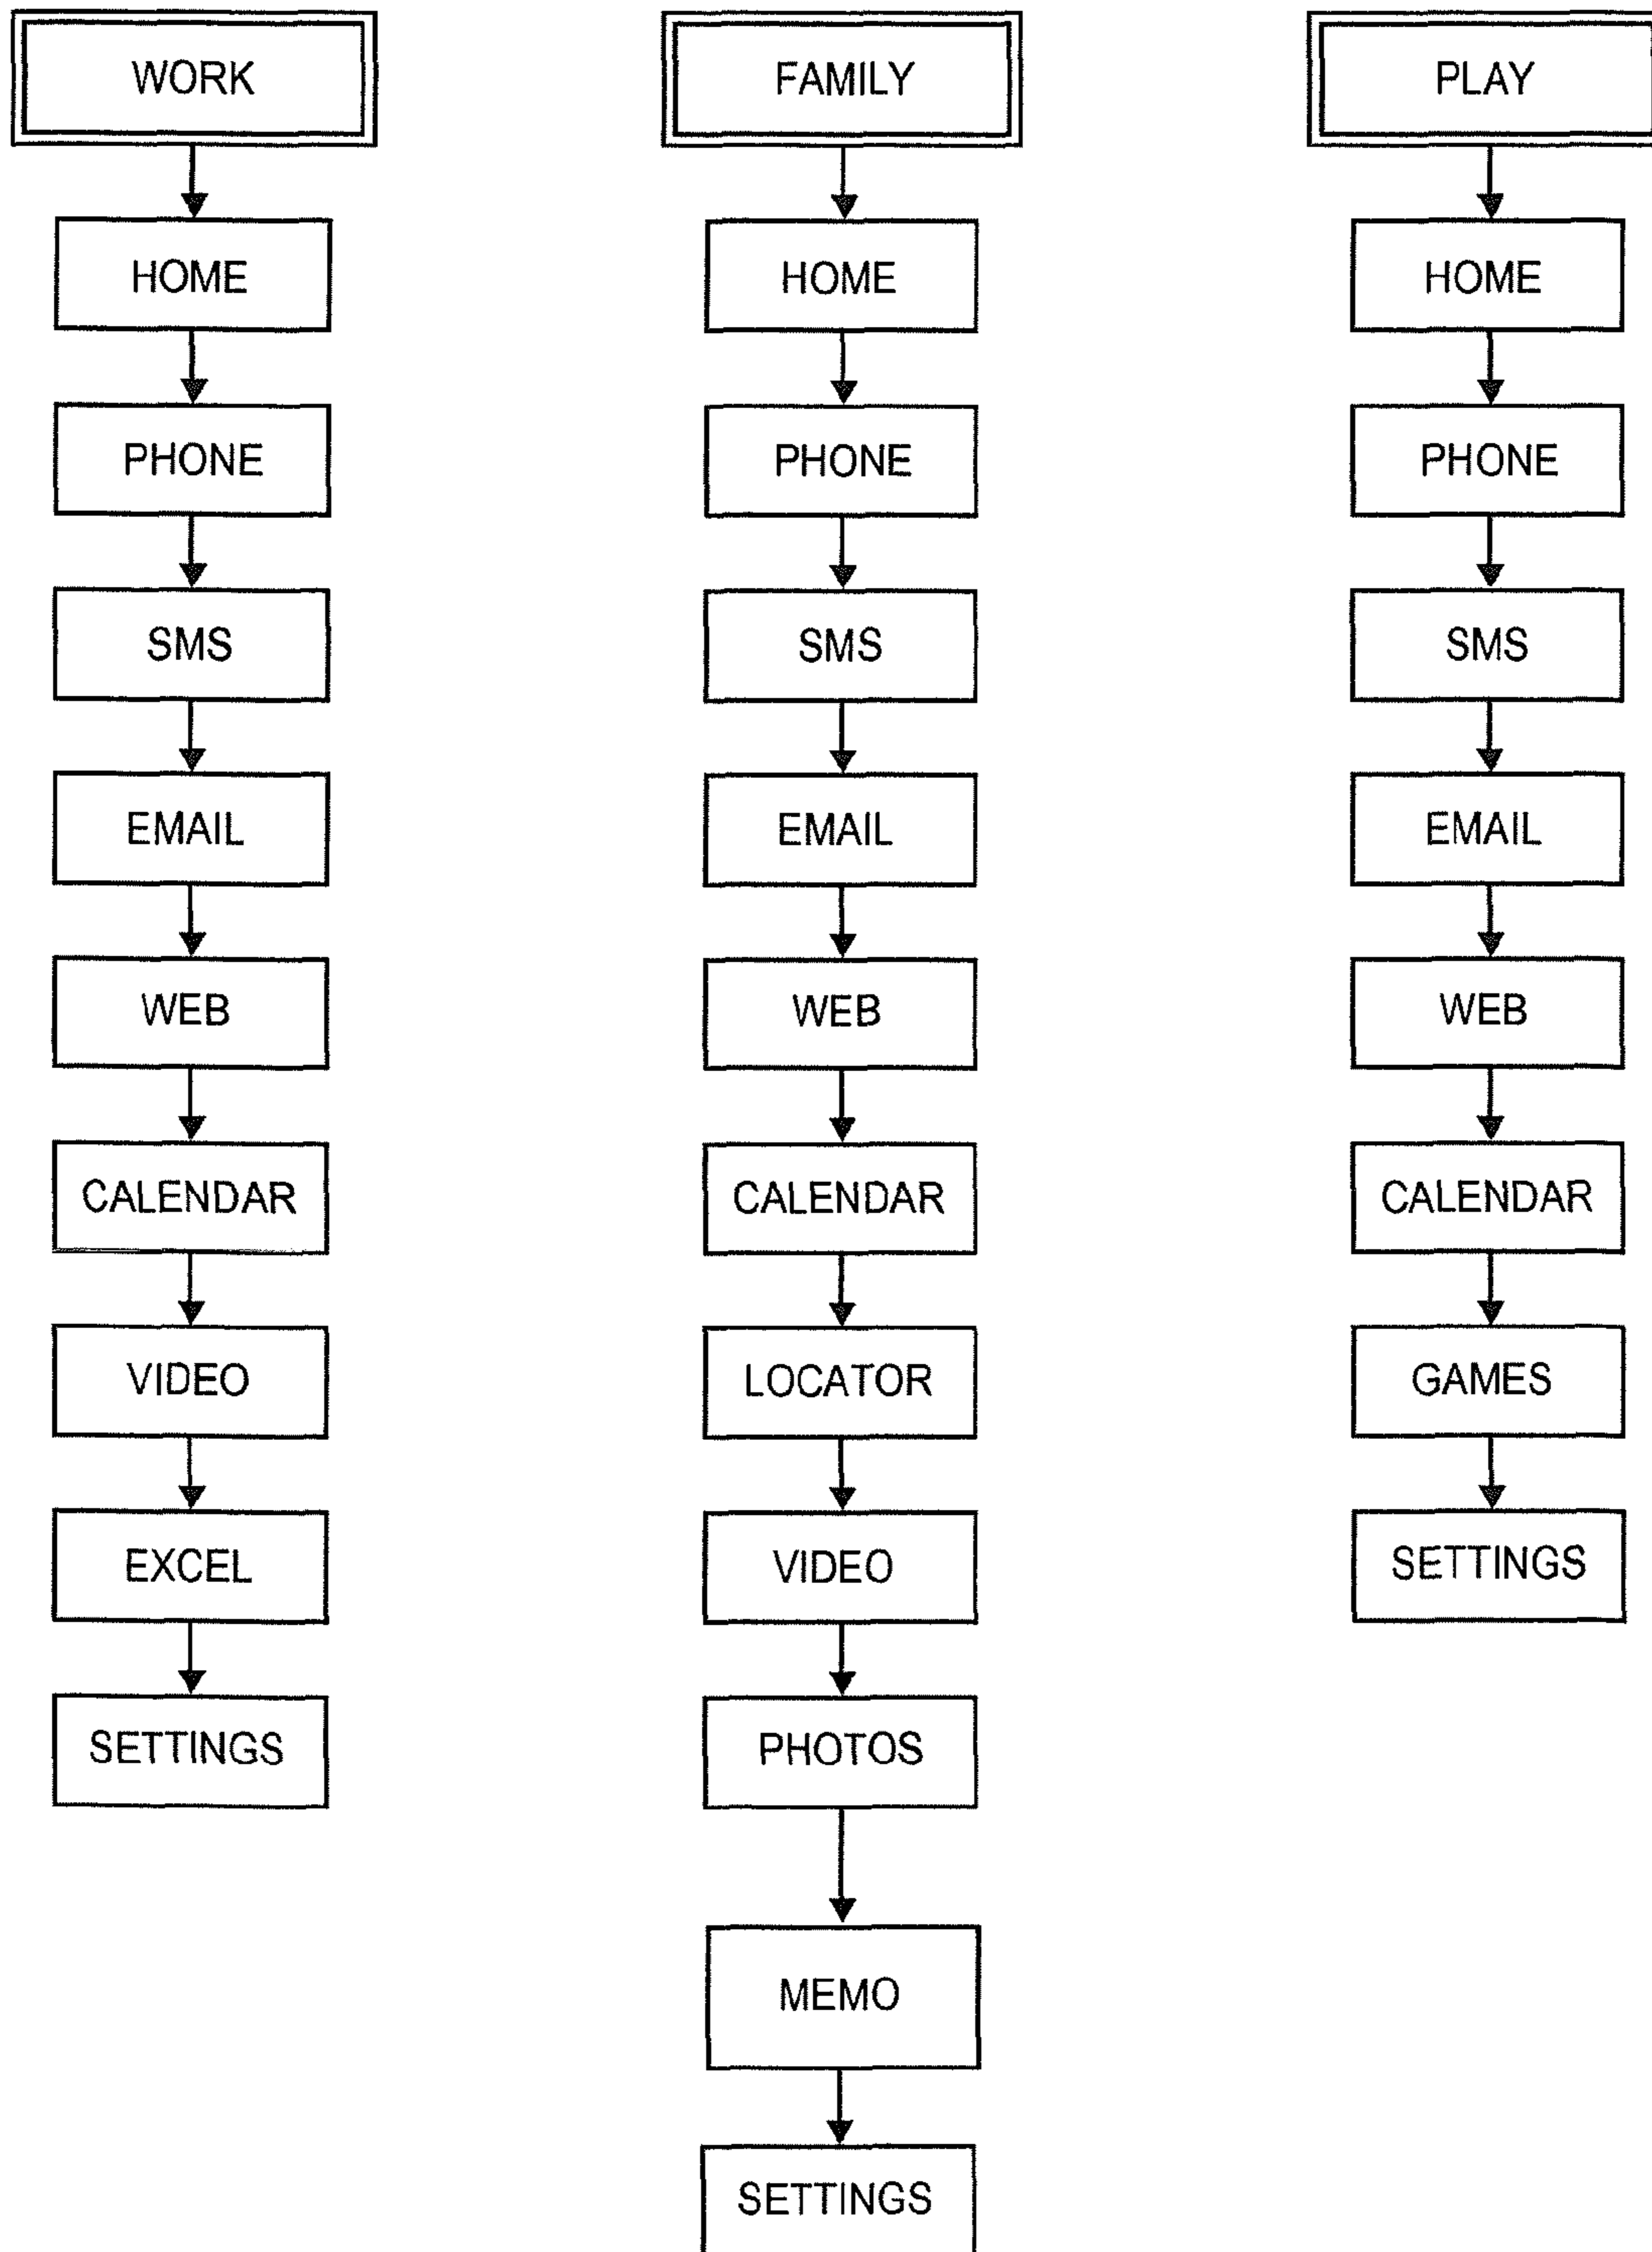 WORK
HOME
PHONE
SMS
EMAIL
WEB
CALENDAR
VIDEO
EXCEL
SETTINGS
FAMILY
HOME
PHONE
SMS
EMAIL
WEB
CALENDAR
LOCATOR
VIDEO
PHOTOS
MEMO
SETTINGS
PLAY
HOME
PHONE
SMS
EMAIL
WEB
CALENDAR
GAMES
SETTINGS